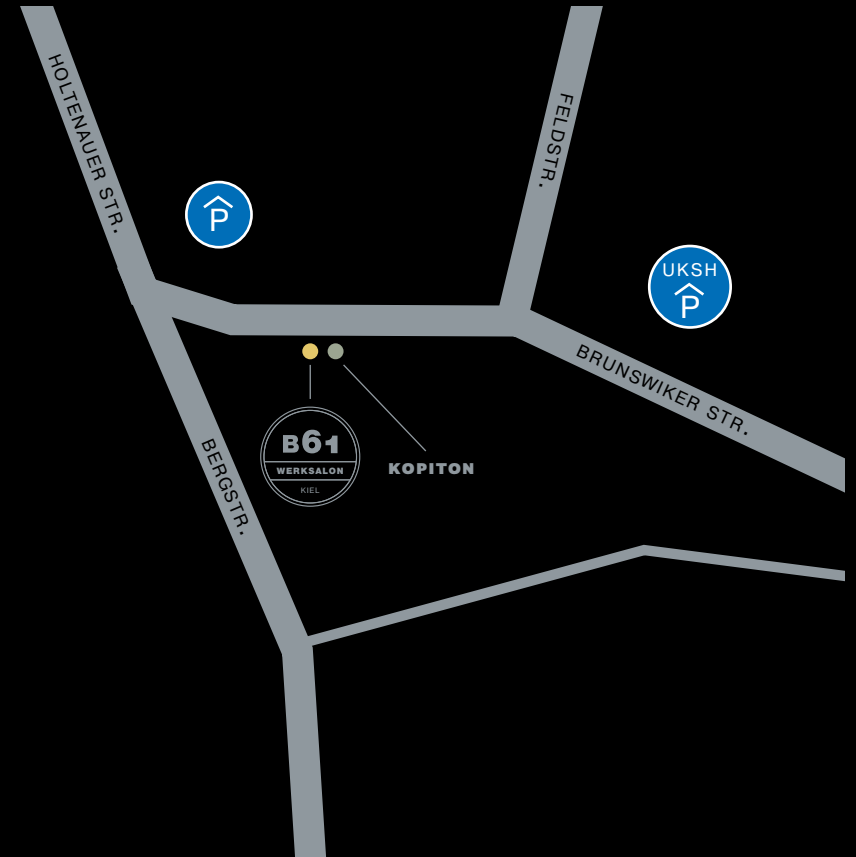 HOLTENAUER STR.
FELDSTR.
P
UKSH
P
BRUNSWIKER STR.
B61
WERKSALON
KIEL
KOPITON
BERGSTR.